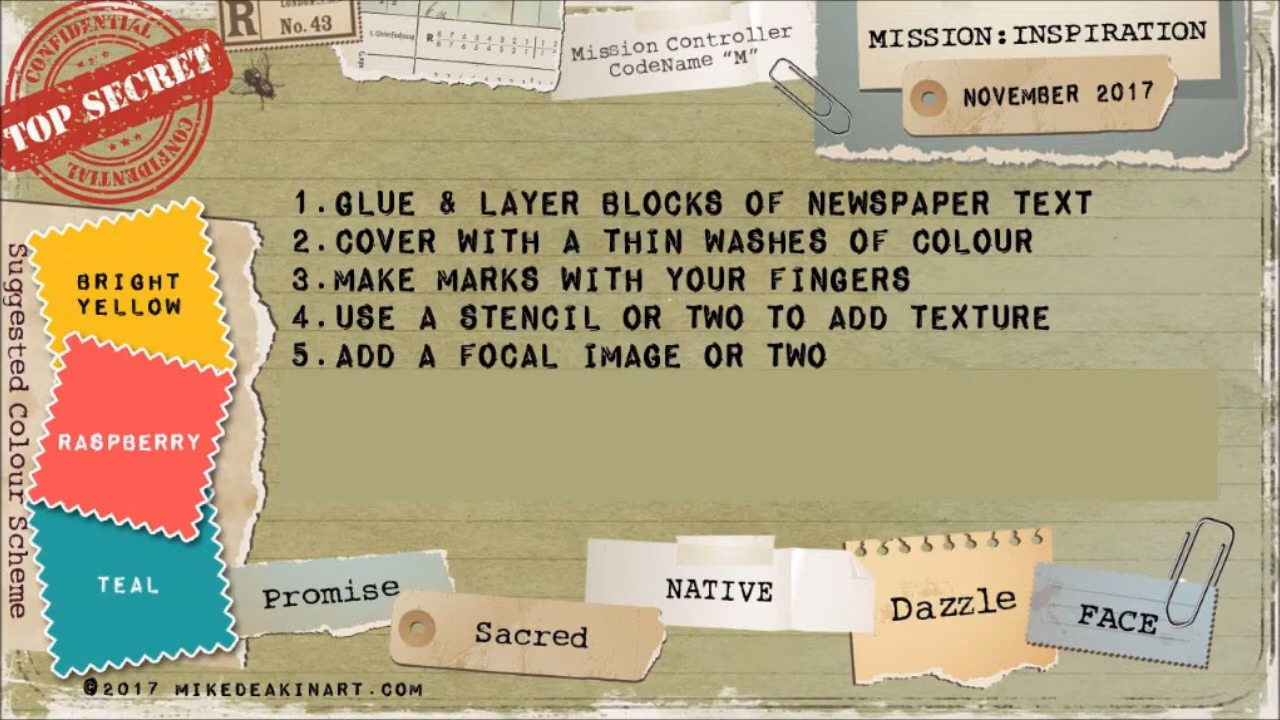 CONFIDENTIAL
TOP SECRET
CONFIDENTIAL
R
No. 43
Mission Controller
CodeName “M”
MISSION:INSPIRATION
NOVEMBER 2017
1.GLUE & LAYER BLOCKS OF NEWSPAPER TEXT
2.COVER WITH A THIN WASHES OF COLOUR
3.MAKE MARKS WITH YOUR FINGERS
4.USE A STENCIL OR TWO TO ADD TEXTURE
5.ADD A FOCAL IMAGE OR TWO
Suggested Colour Scheme
BRIGHT
YELLOW
RASPBERRY
TEAL
Promise
Sacred
NATIVE
Dazzle
FACE
©2017 MIKEDEAKINART.COM